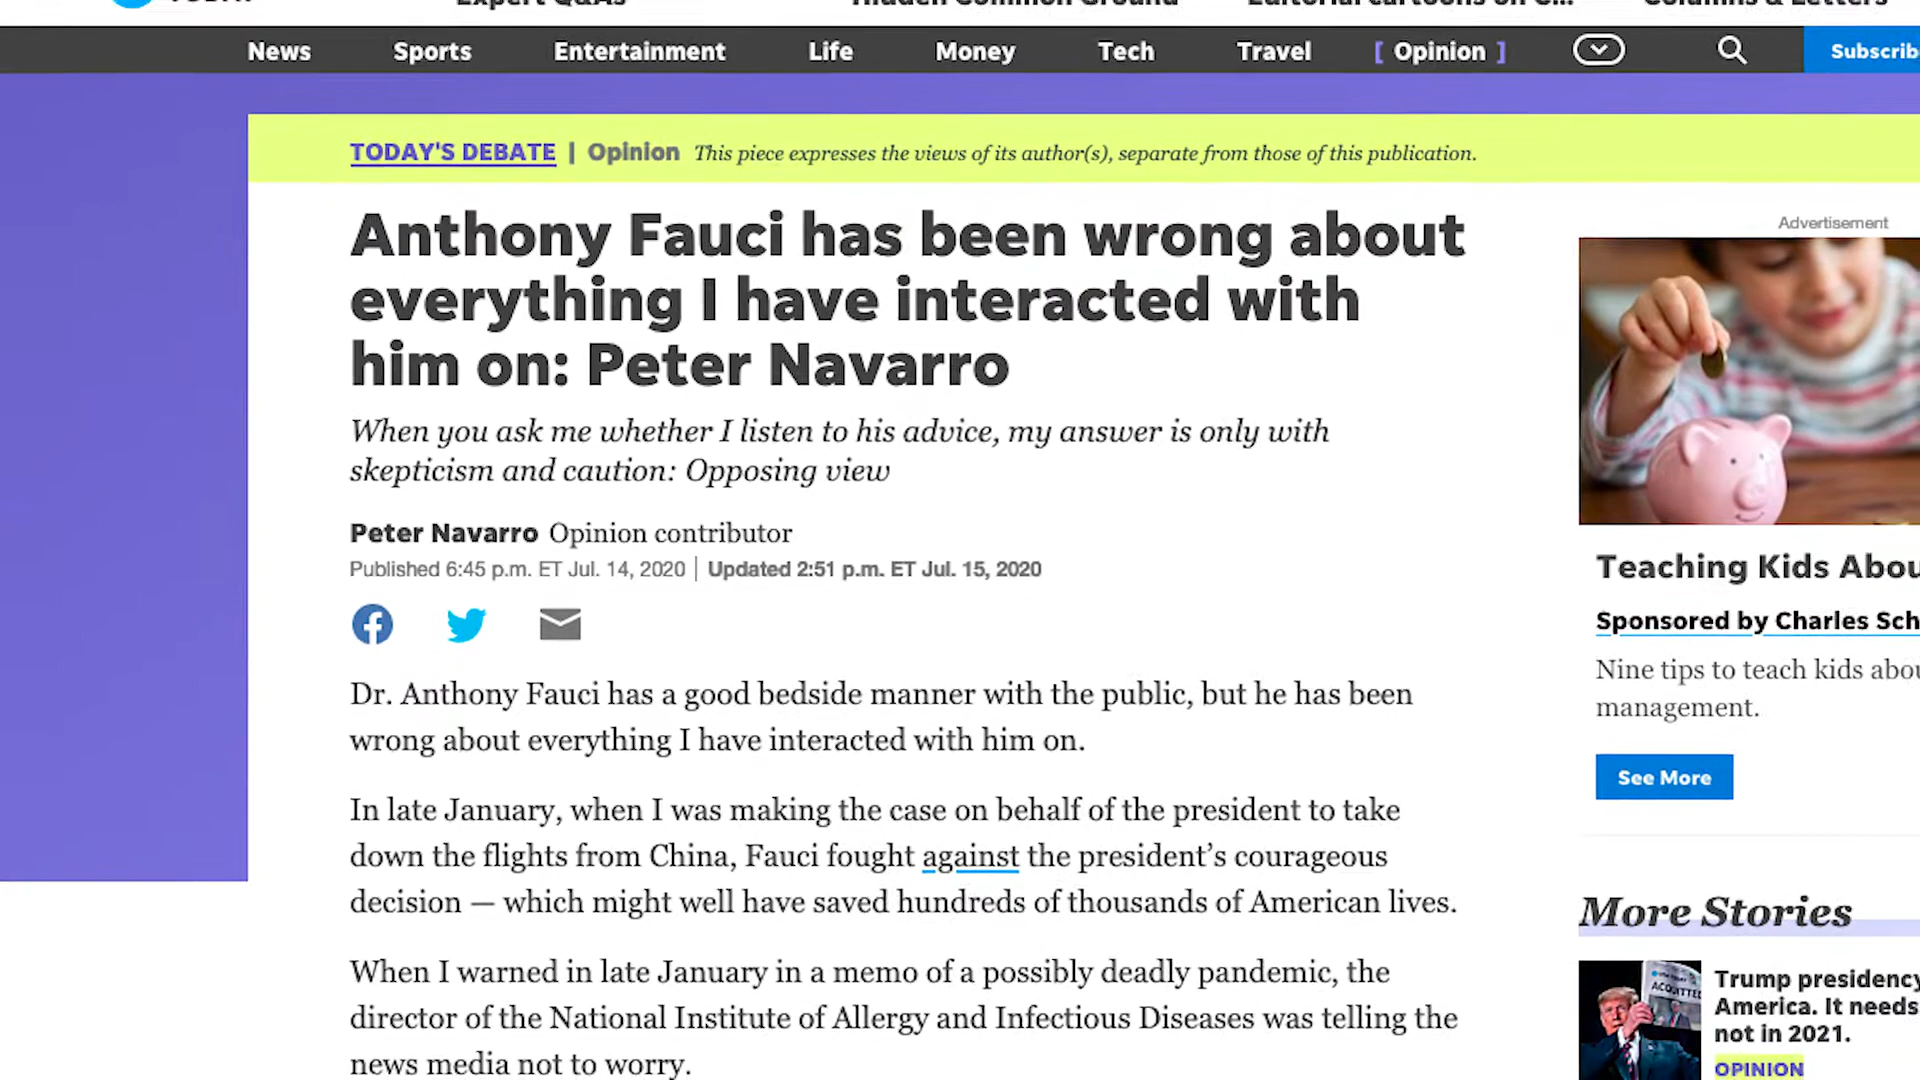 News Sports Entertainment Life Money Tech Travel [ Opinion ] Subscrib
TODAY'S DEBATE | Opinion This piece expresses the views of its author(s), separate from those of this publication.
Anthony Fauci has been wrong about
everything I have interacted with
him on: Peter Navarro
When you ask me whether I listen to his advice, my answer is only with
skepticism and caution: Opposing view
Peter Navarro Opinion contributor
Published 6:45 p.m. ET Jul. 14, 2020 | Updated 2:51 p.m. ET Jul. 15, 2020
Dr. Anthony Fauci has a good bedside manner with the public, but he has been
wrong about everything I have interacted with him on.
In late January, when I was making the case on behalf of the president to take
down the flights from China, Fauci fought against the president's courageous
decision — which might well have saved hundreds of thousands of American lives.
When I warned in late January in a memo of a possibly deadly pandemic, the
director of the National Institute of Allergy and Infectious Diseases was telling the
news media not to worry.
Advertisement
Teaching Kids Abou
Sponsored by Charles Sch
Nine tips to teach kids abou
management.
See More
More Stories
ACQUITTE
Trump presidency
America. It needs
not in 2021.
OPINION